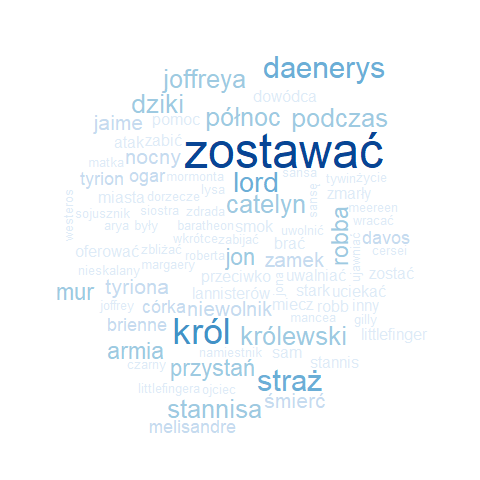 daenerys
joffreya
dowódca
dziki
północ
podczas
jaime
pomoc
atak
zabić
zostawać
nocny
matka
mormonta
sansa
tyrion
ogar
lysa
lord
tywin
życie
zmarły
sansę
westeros
miasta
dorzecze
catelyn
meereen
sojusznik
siostra
zdrada
robba
wracać
arya
były
baratheon
smok
uwolnić
davos
wkrótce
zabijać
brać
ujawniać
oferować
zbliżać
roberta
jon
zamek
cersei
nieskalany
margaery
przeciwko
uwalniać
zostać
tyriona
mur
lannisterów
jona
stark
uciekać
joffrey
córka
niewolnik
miecz
robb
inny
brienne
król
mancea
gilly
królewski
littlefinger
armia
namiestnik
sam
czarny
przystań
stannis
littlefingera
ojciec
straż
stannisa
śmierć
melisandre